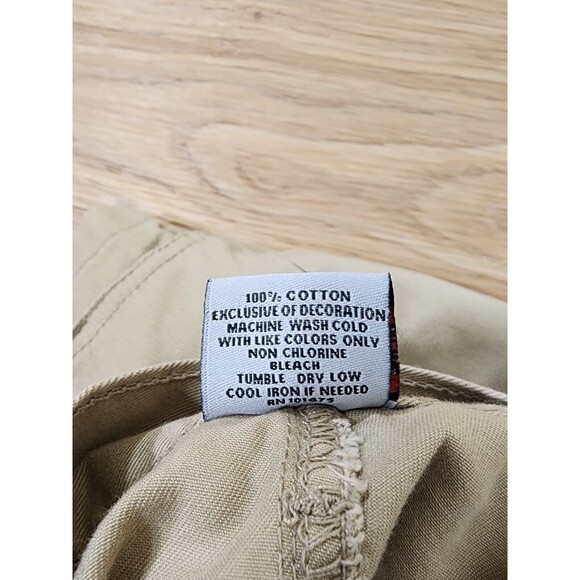 100% COTTON
EXCLUSIVE OF DECORATION
MACHINE WASH COLD
WITH LIKE COLORS ONLY
NON CHLORINE
BLEACH
TUMBLE DRY LOW
COOL IRON IF NEEDED
RN 101475